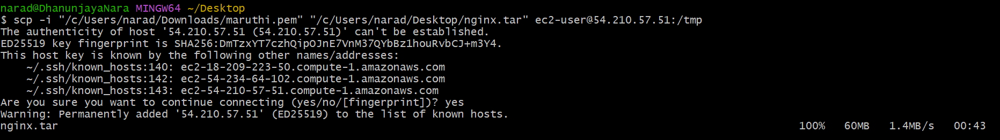 narad@DhanunjayaNara MINGW64 ~/Desktop
$ scp -i "/c/Users/narad/Downloads/maruthi.pem" "/c/Users/narad/Desktop/nginx.tar" ec2-user@54.210.57.51:/tmp
The authenticity of host '54.210.57.51 (54.210.57.51)' can't be established.
ED25519 key fingerprint is SHA256:DmTzxYT7czhQipOJnE7VnM37QYbBz1houRvbCJ+m3Y4.
This host key is known by the following other names/addresses:
    ~/.ssh/known_hosts:140: ec2-18-209-223-50.compute-1.amazonaws.com
    ~/.ssh/known_hosts:142: ec2-54-234-64-102.compute-1.amazonaws.com
    ~/.ssh/known_hosts:143: ec2-54-210-57-51.compute-1.amazonaws.com
Are you sure you want to continue connecting (yes/no/[fingerprint])? yes
Warning: Permanently added '54.210.57.51' (ED25519) to the list of known hosts.
nginx.tar 100% 60MB 1.4MB/s 00:43